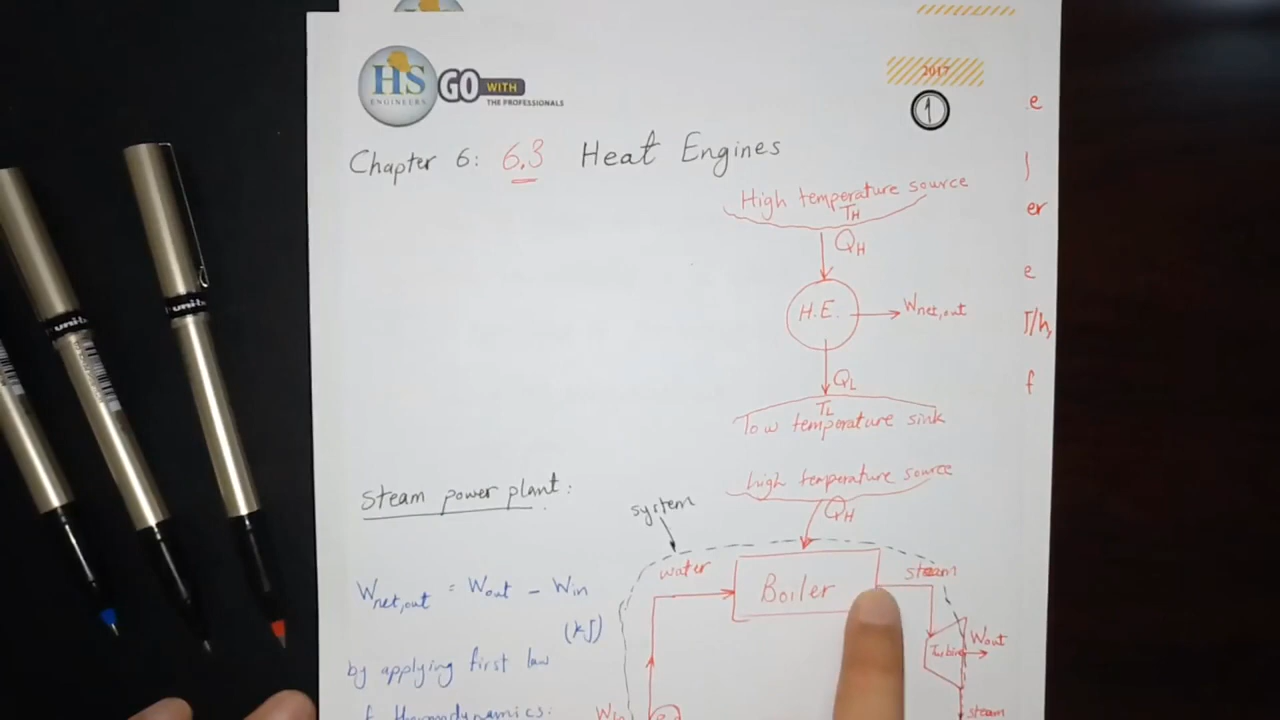 HS
ENGINEERS
GO WITH
THE PROFESSIONALS
2017
1
Chapter 6: 6.3 Heat Engines
High temperature source
TH
QH
H.E.
Wnet,out
QL
TL
Tow temperature sink
e
er
e
J/h,
f
Steam power plant:
high temperature source
QH
system
water
Boiler
steam
Wnet,out = Wout - Win
(kJ)
Turbine
Wout
by applying first law
steam
Win
f thermodynamics: